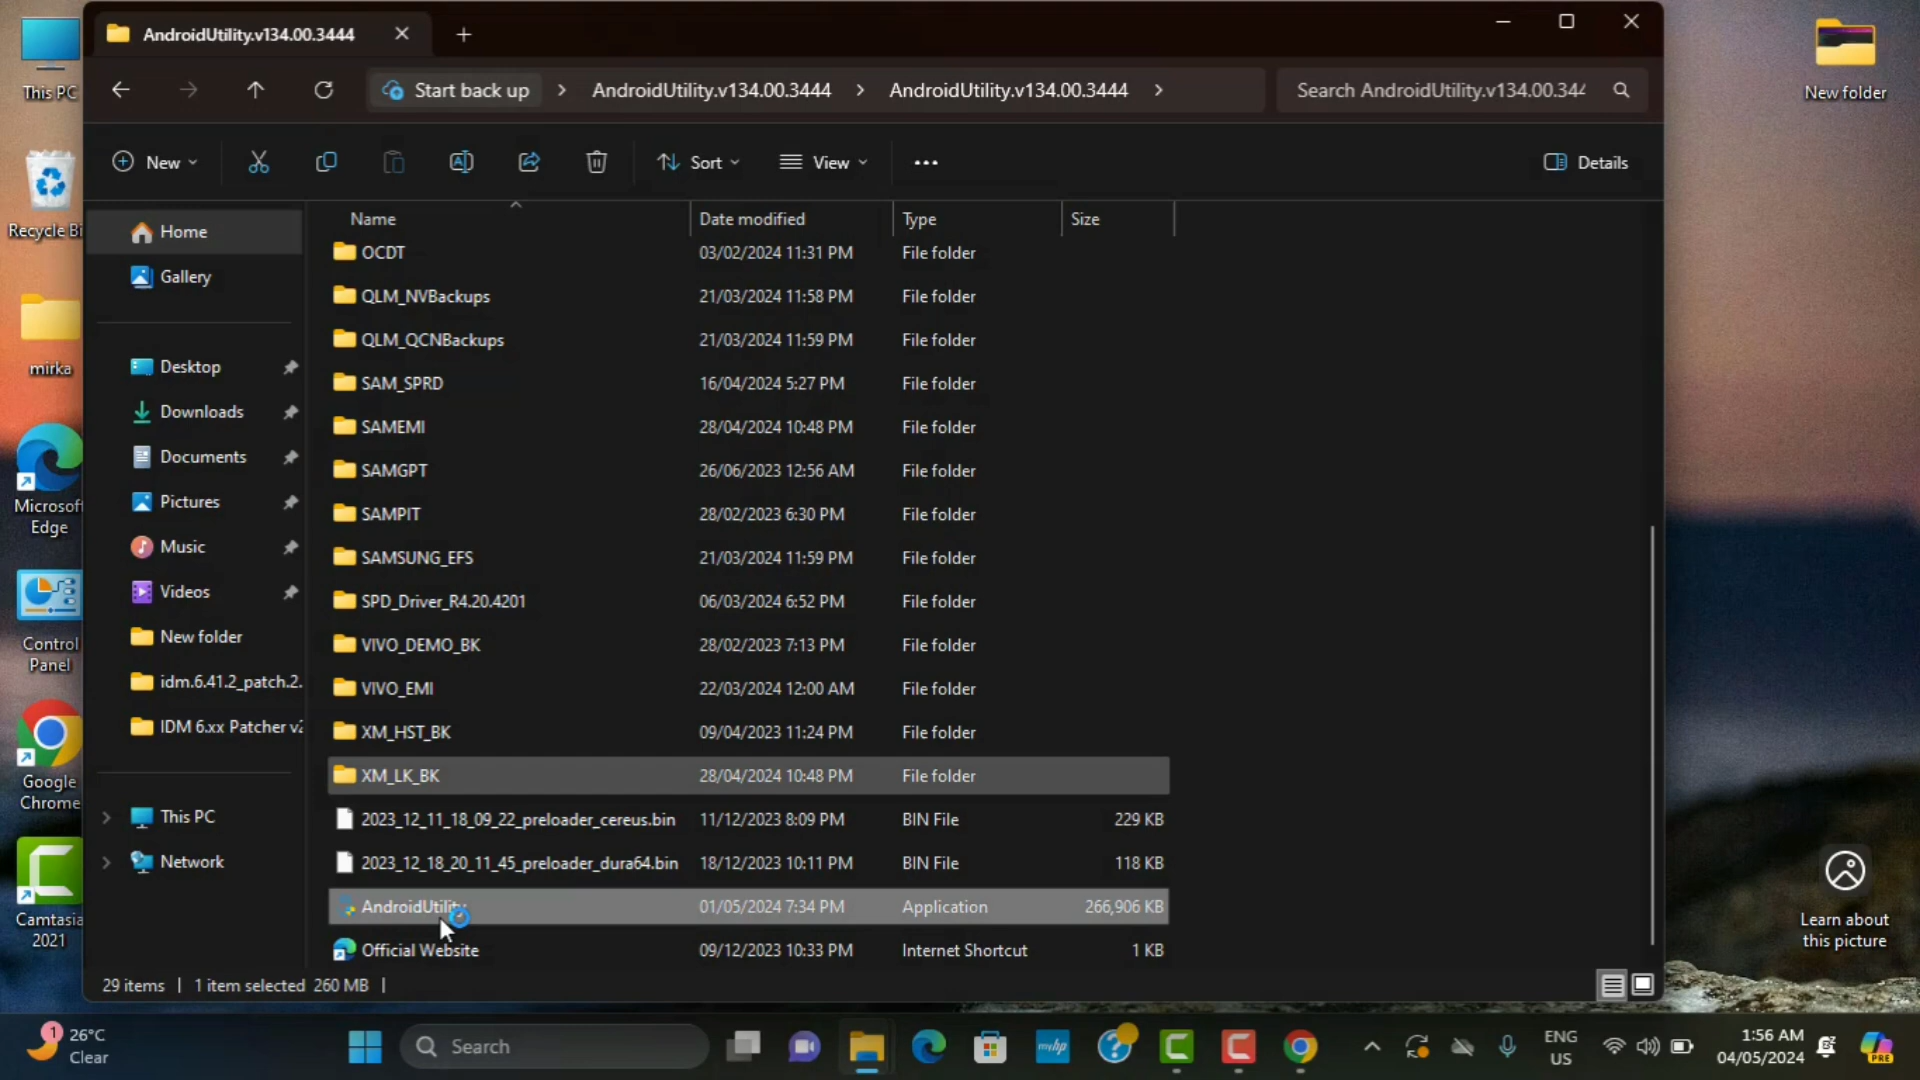 AndroidUtility.v134.00.3444
Start back up > AndroidUtility.v134.00.3444 > AndroidUtility.v134.00.3444 >
Search AndroidUtility.v134.00.344
New
Sort
View
Details
Name Date modified Type Size
OCDT 03/02/2024 11:31 PM File folder
QLM_NVBackups 21/03/2024 11:58 PM File folder
QLM_QCNBackups 21/03/2024 11:59 PM File folder
SAM_SPRD 16/04/2024 5:27 PM File folder
SAMEMI 28/04/2024 10:48 PM File folder
SAMGPT 26/06/2023 12:56 AM File folder
SAMPIT 28/02/2023 6:30 PM File folder
SAMSUNG_EFS 21/03/2024 11:59 PM File folder
SPD_Driver_R4.20.4201 06/03/2024 6:52 PM File folder
VIVO_DEMO_BK 28/02/2023 7:13 PM File folder
VIVO_EMI 22/03/2024 12:00 AM File folder
XM_HST_BK 09/04/2023 11:24 PM File folder
XM_LK_BK 28/04/2024 10:48 PM File folder
2023_12_11_18_09_22_preloader_cereus.bin 11/12/2023 8:09 PM BIN File 229 KB
2023_12_18_20_11_45_preloader_dura64.bin 18/12/2023 10:11 PM BIN File 118 KB
AndroidUtility 01/05/2024 7:34 PM Application 266,906 KB
Official Website 09/12/2023 10:33 PM Internet Shortcut 1 KB
Home
Gallery
Desktop
Downloads
Documents
Pictures
Music
Videos
New folder
idm.6.41.2_patch.2.
IDM 6.xx Patcher v2
This PC
Network
29 items | 1 item selected 260 MB |
This PC
Recycle Bi
mirka
Microsof
Edge
Control
Panel
Google
Chrome
Camtasia
2021
New folder
Learn about
this picture
1
26°C
Clear
Search
myhp
ENG
US
1:56 AM
04/05/2024
PRE